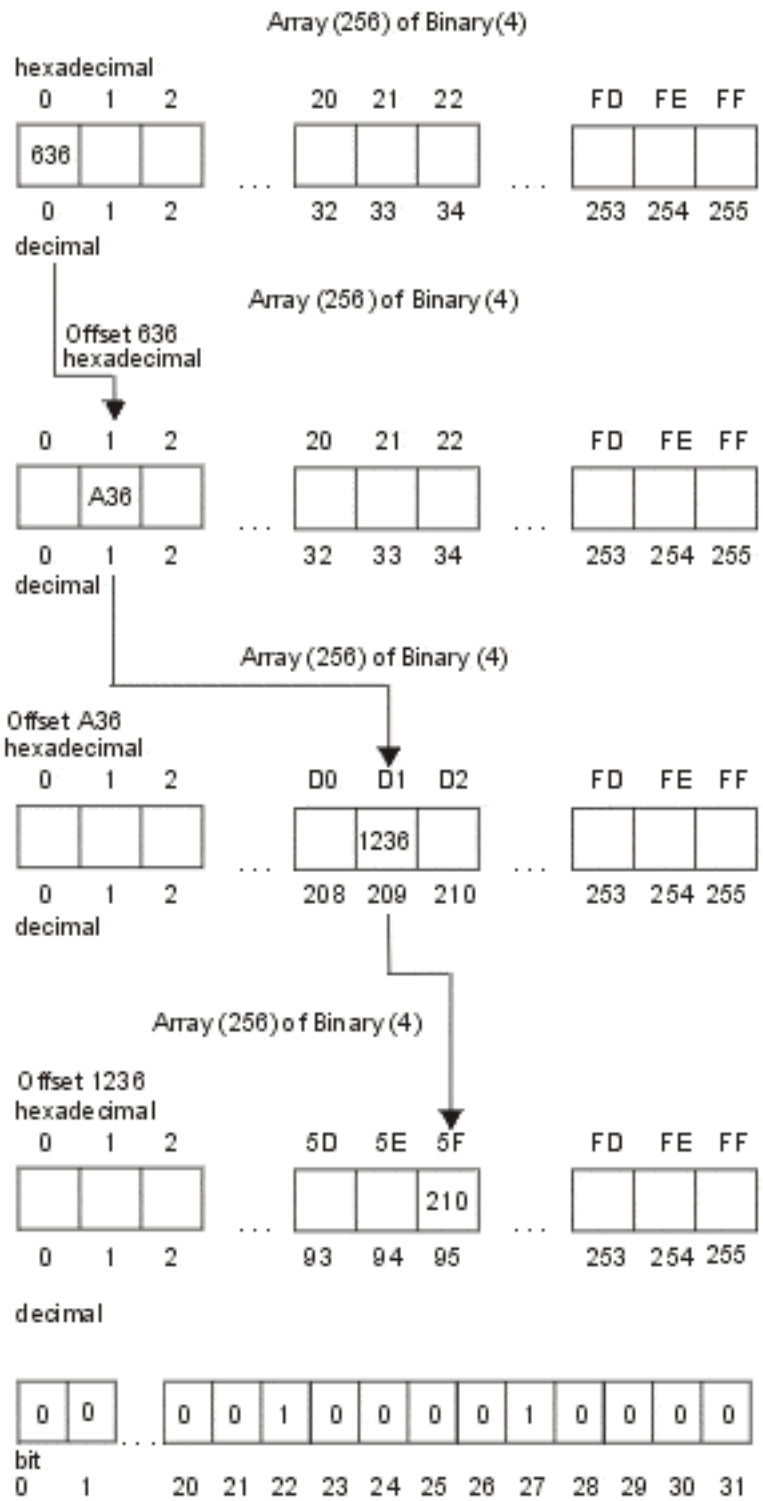 Array (256) of Binary (4)
hexadecimal
0 1 2 20 21 22 FD FE FF
636
... ...
0 1 2 32 33 34 253 254 255
decimal
Array (256) of Binary (4)
Offset 636
hexadecimal
0 1 2 20 21 22 FD FE FF
A36
... ...
0 1 2 32 33 34 253 254 255
decimal
Array (256) of Binary (4)
Offset A36
hexadecimal
0 1 2 D0 D1 D2 FD FE FF
1236
... ...
0 1 2 208 209 210 253 254 255
decimal
Array (256) of Binary (4)
Offset 1236
hexadecimal
0 1 2 5D 5E 5F FD FE FF
210
... ...
0 1 2 93 94 95 253 254 255
decimal
0 0 ... 0 0 1 0 0 0 0 1 0 0 0 0
bit
0 1 20 21 22 23 24 25 26 27 28 29 30 31